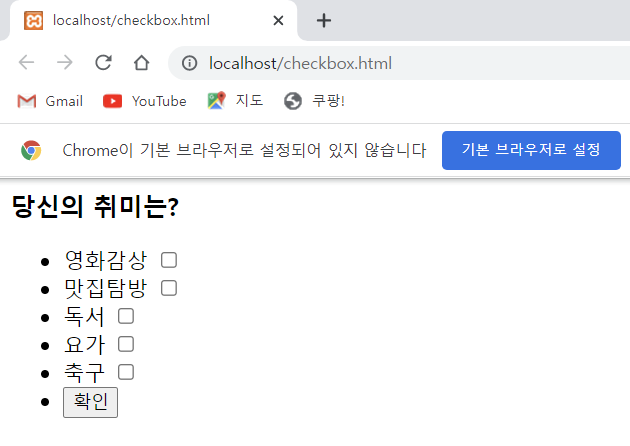 localhost/checkbox.html
localhost/checkbox.html
Gmail YouTube 지도 쿠팡!
Chrome이 기본 브라우저로 설정되어 있지 않습니다 기본 브라우저로 설정
당신의 취미는?
영화감상
맛집탐방
독서
요가
축구
확인